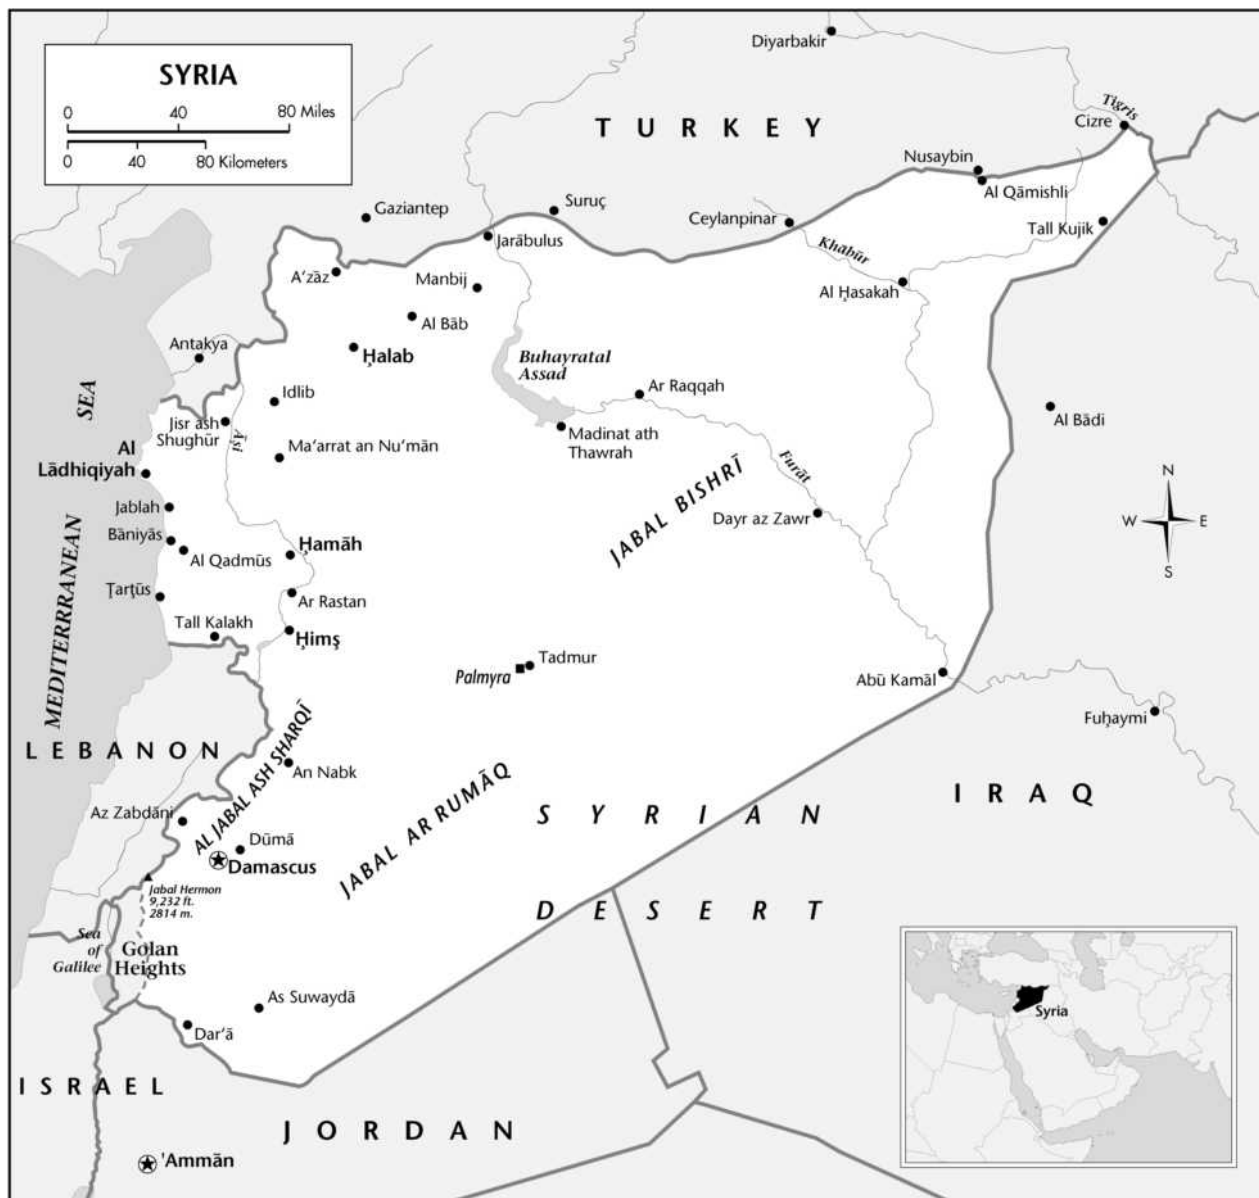 SYRIA
0 40 80 Miles
0 40 80 Kilometers
Diyarbakir
TURKEY
Tigris
Cizre
Nusaybin
Al Qāmishli
Suruç
Gaziantep
Ceylanpinar
Tall Kujik
Jarābulus
Khābūr
A'zāz
Manbij
Al Ḥasakah
Al Bāb
Antakya
Ḥalab
Buhayratal
Assad
Idlib
Ar Raqqah
Al Bādi
Jisr ash
Shughūr
Āṣi
Madinat ath
Thawrah
Ma'arrat an Nu'mān
Al
Lādhiqiyah
Furāt
JABAL BISHRĪ
Jablah
Dayr az Zawr
Bāniyās
Al Qadmūs
Ḥamāh
Ṭarṭūs
Ar Rastan
Tall Kalakh
Ḥimş
MEDITERRRANEAN SEA
Tadmur
Palmyra
Abū Kamāl
Fuḥaymi
LEBANON
An Nabk
AL JABAL ASH SHARQĪ
JABAL AR RUMĀQ
IRAQ
SYRIAN
DESERT
Az Zabdāni
Dūmā
Damascus
Jabal Hermon
9,232 ft.
2814 m.
Sea
of
Galilee
Golan
Heights
As Suwaydā
Dar'ā
ISRAEL
JORDAN
'Ammān
N
W E
S
Syria